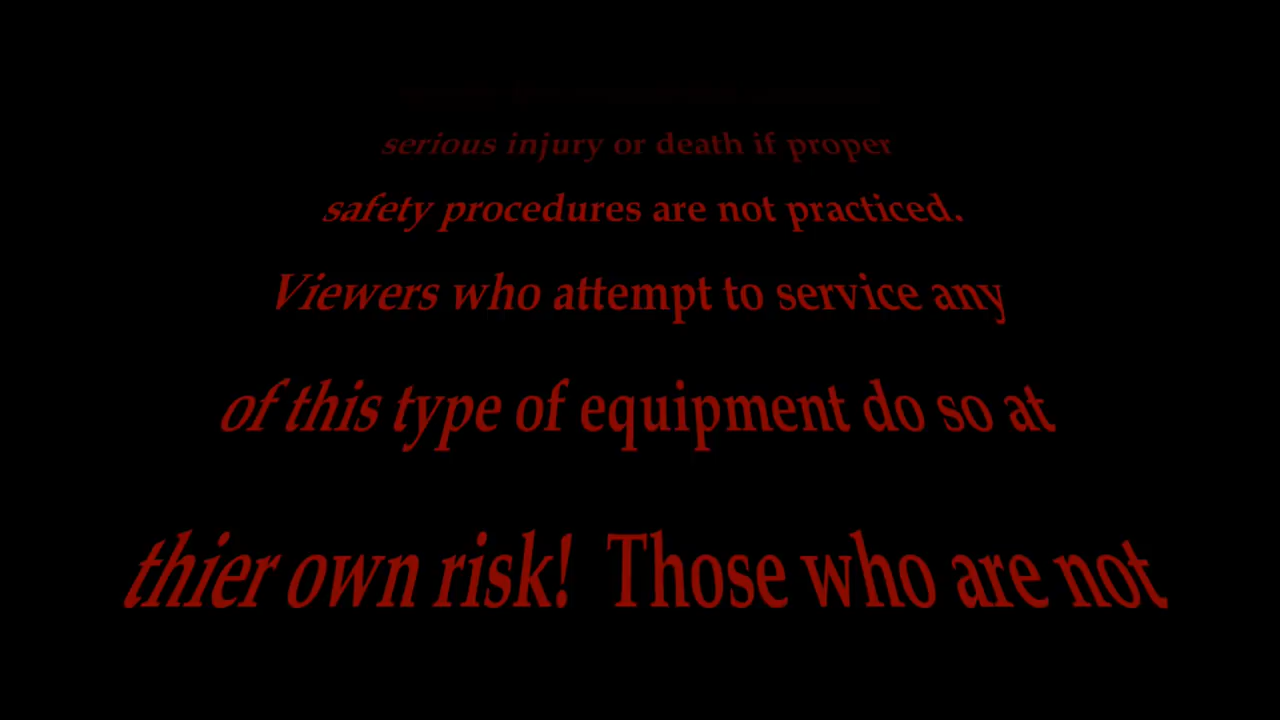 serious injury or death if proper
safety procedures are not practiced.
Viewers who attempt to service any
of this type of equipment do so at
thier own risk!  Those who are not